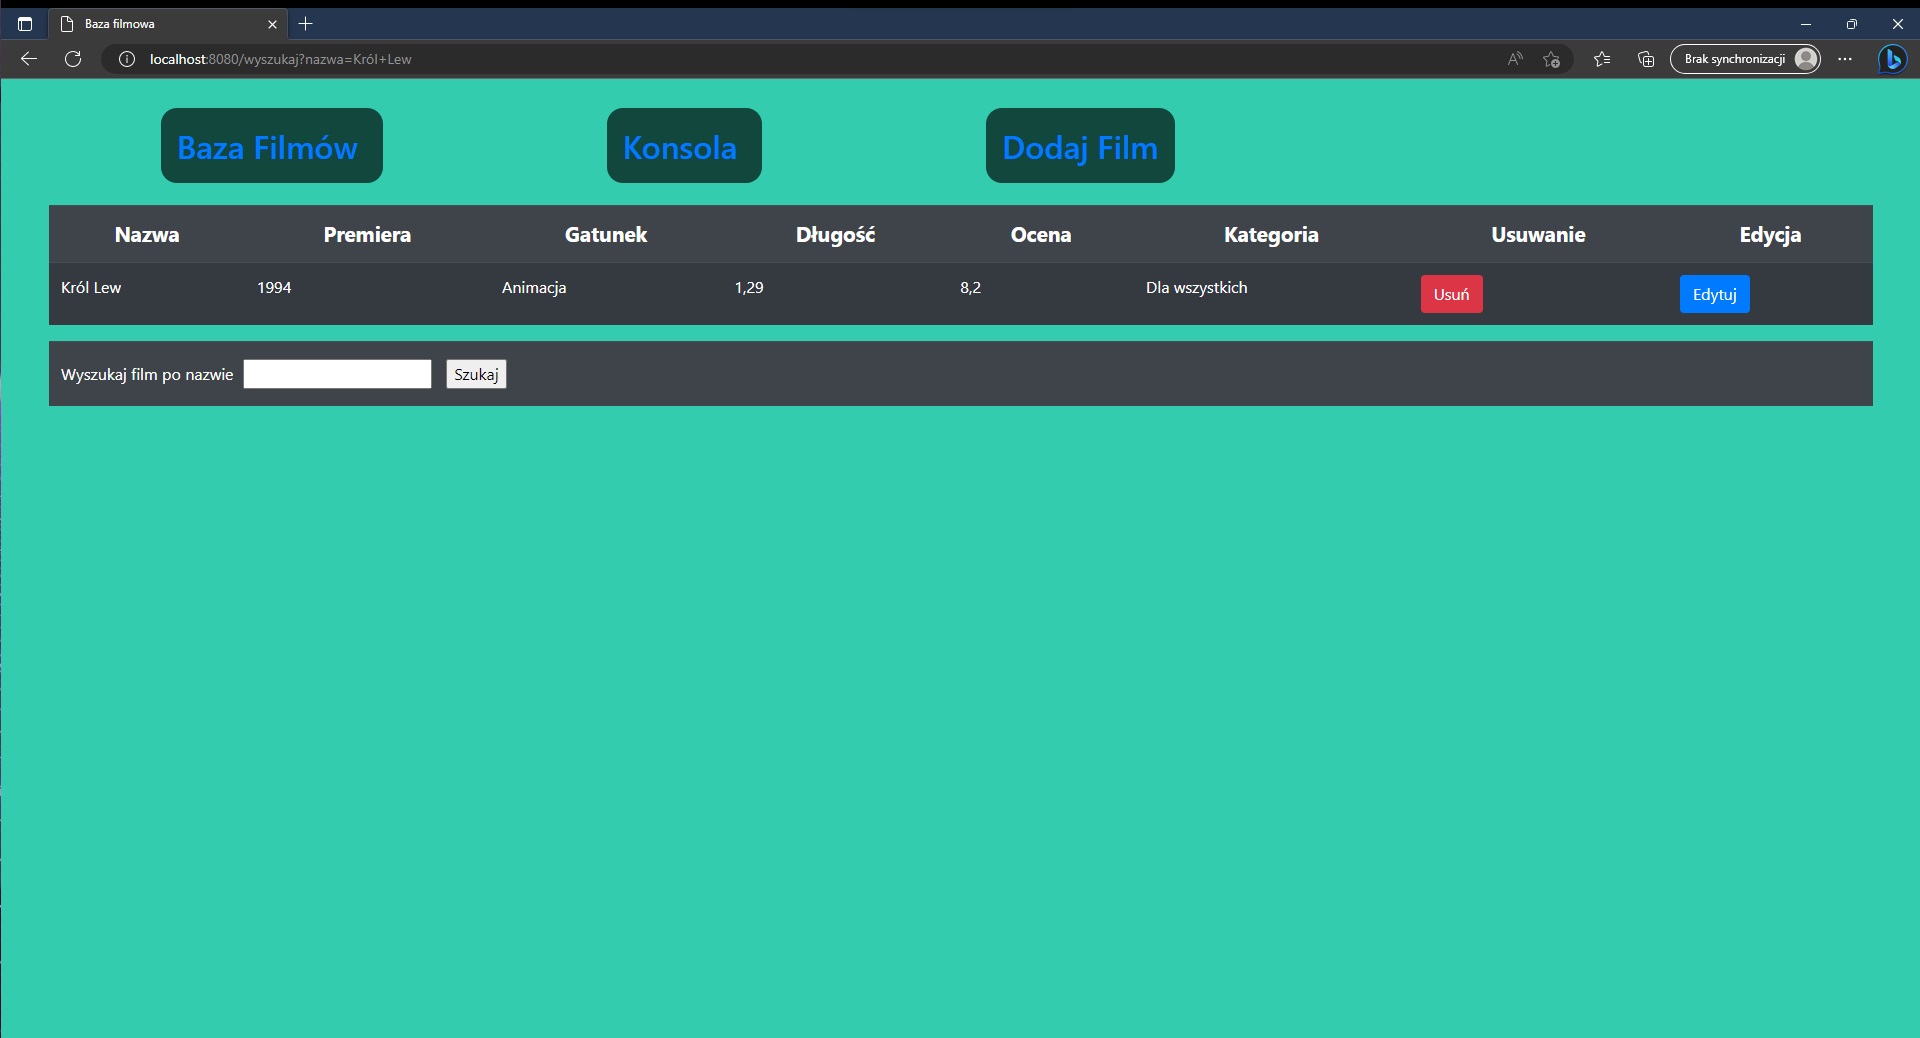 Baza filmowa
localhost:8080/wyszukaj?nazwa=Król+Lew
Brak synchronizacji
Baza Filmów Konsola Dodaj Film
Nazwa Premiera Gatunek Długość Ocena Kategoria Usuwanie Edycja
Król Lew 1994 Animacja 1,29 8,2 Dla wszystkich Usuń Edytuj
Wyszukaj film po nazwie Szukaj